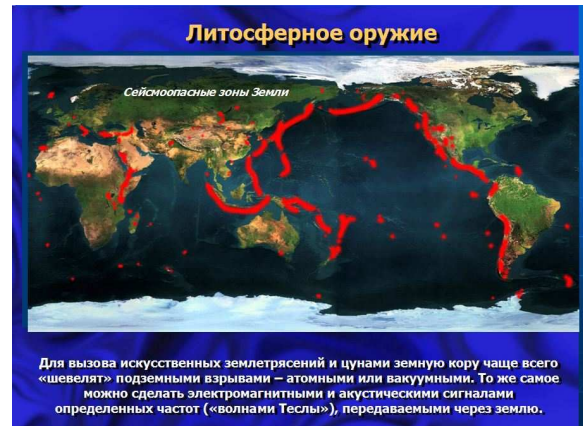 Литосферное оружие
Сейсмоопасные зоны Земли
Для вызова искусственных землетрясений и цунами земную кору чаще всего
«шевелят» подземными взрывами – атомными или вакуумными. То же самое
можно сделать электромагнитными и акустическими сигналами
определенных частот («волнами Теслы»), передаваемыми через землю.